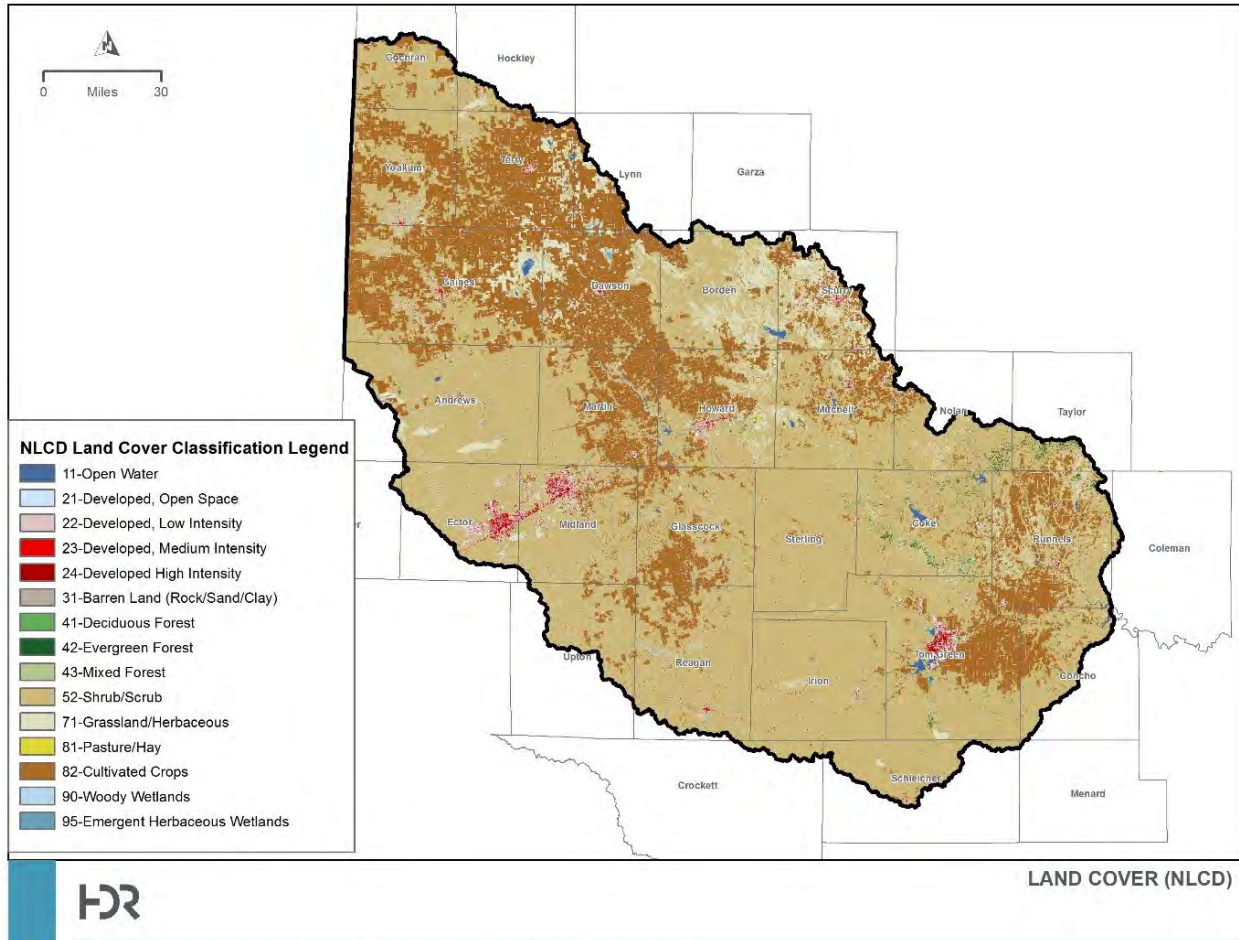 N
0 Miles 30
Cochran
Hockley
Yoakum
Terry
Lynn
Garza
Gaines
Dawson
Borden
Scurry
Andrews
Martin
Howard
Mitchell
Nolan
Taylor
Ector
Midland
Glasscock
Sterling
Coke
Runnels
Coleman
Upton
Reagan
Irion
Tom Green
Concho
Crockett
Schleicher
Menard
NLCD Land Cover Classification Legend
11-Open Water
21-Developed, Open Space
22-Developed, Low Intensity
23-Developed, Medium Intensity
24-Developed High Intensity
31-Barren Land (Rock/Sand/Clay)
41-Deciduous Forest
42-Evergreen Forest
43-Mixed Forest
52-Shrub/Scrub
71-Grassland/Herbaceous
81-Pasture/Hay
82-Cultivated Crops
90-Woody Wetlands
95-Emergent Herbaceous Wetlands
LAND COVER (NLCD)
HDR